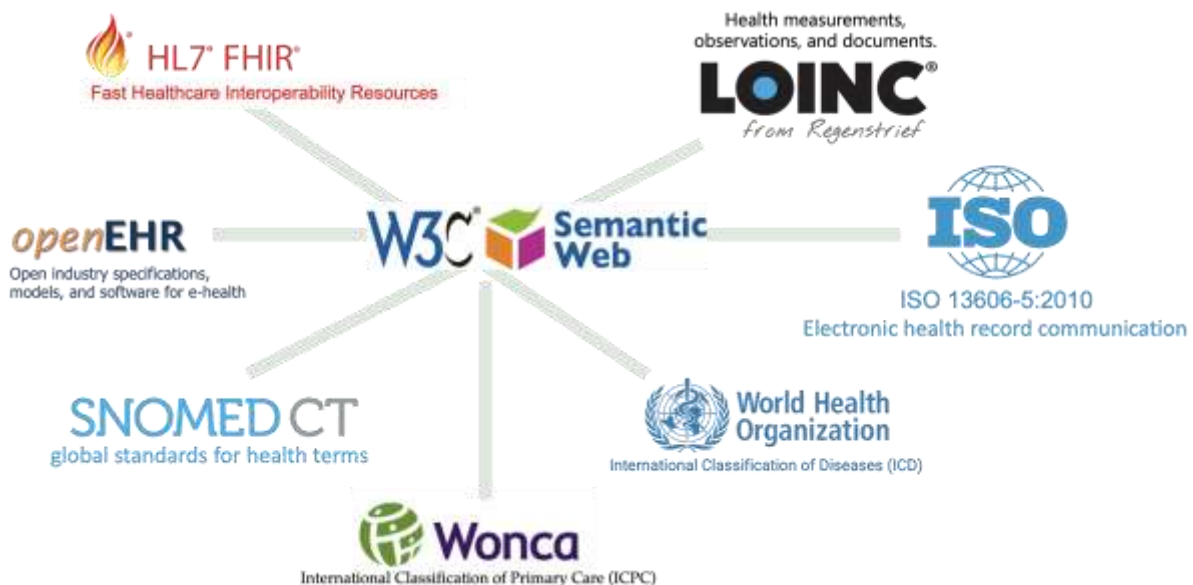 HL7® FHIR®
Fast Healthcare Interoperability Resources
Health measurements,
observations, and documents.
LOINC®
from Regenstrief
openEHR
Open industry specifications,
models, and software for e-health
W3C®
Semantic
Web
ISO
ISO 13606-5:2010
Electronic health record communication
SNOMED CT
global standards for health terms
World Health
Organization
International Classification of Diseases (ICD)
Wonca
International Classification of Primary Care (ICPC)